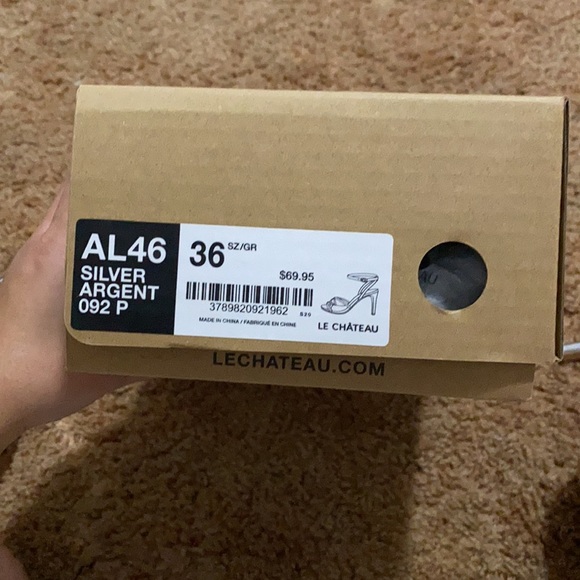 AL46
SILVER
ARGENT
092 P
36 SZ/GR
$69.95
3789820921962 S29
MADE IN CHINA / FABRIQUÉ EN CHINE
LE CHÂTEAU
LECHATEAU.COM